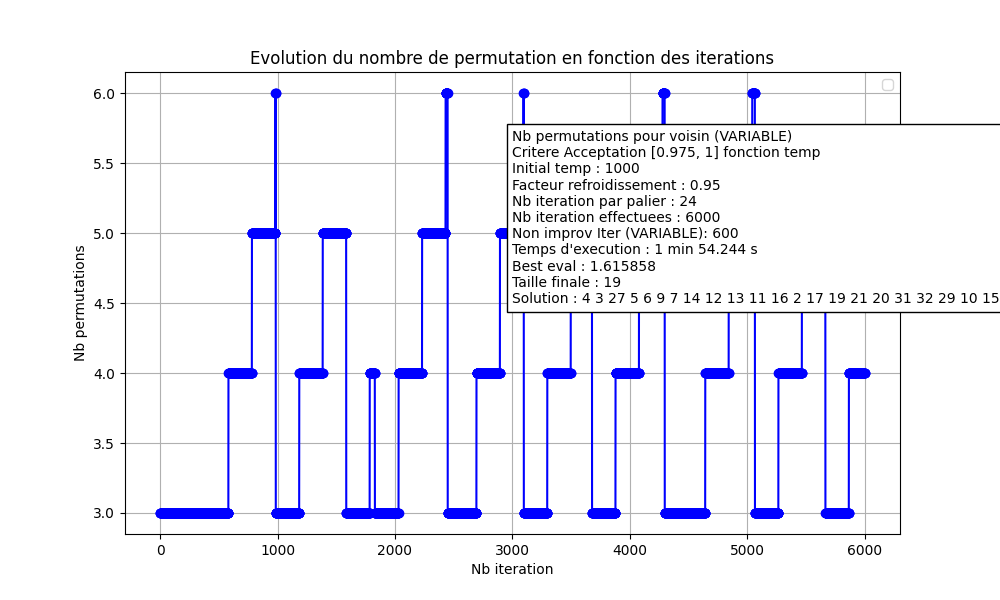 Evolution du nombre de permutation en fonction des iterations
6.0
5.5
5.0
4.5
4.0
3.5
3.0
Nb permutations
Nb permutations pour voisin (VARIABLE)
Critere Acceptation [0.975, 1] fonction temp
Initial temp : 1000
Facteur refroidissement : 0.95
Nb iteration par palier : 24
Nb iteration effectuees : 6000
Non improv Iter (VARIABLE): 600
Temps d'execution : 1 min 54.244 s
Best eval : 1.615858
Taille finale : 19
Solution : 4 3 27 5 6 9 7 14 12 13 11 16 2 17 19 21 20 31 32 29 10 15
0 1000 2000 3000 4000 5000 6000
Nb iteration